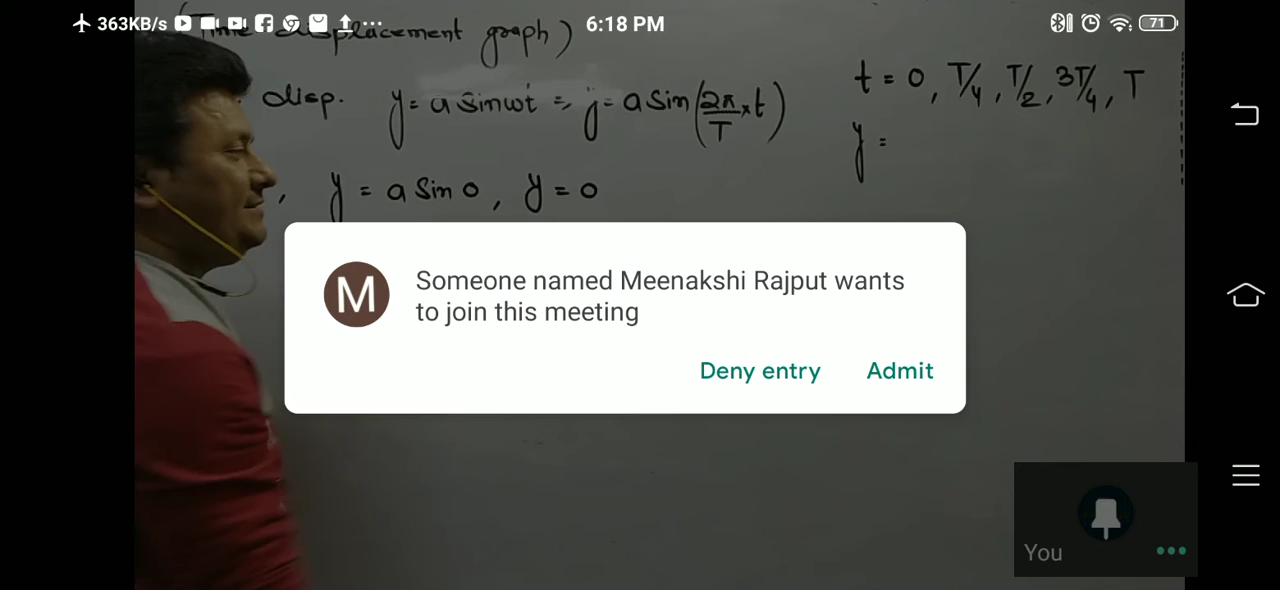 363KB/s ... 6:18 PM 71
(Time displacement graph)
disp. y = a sin ωt =, y = a sin (2π/T × t)
t = 0, T/4, T/2, 3T/4, T
y =
, y = a sin 0, y = 0
M
Someone named Meenakshi Rajput wants
to join this meeting
Deny entry Admit
You